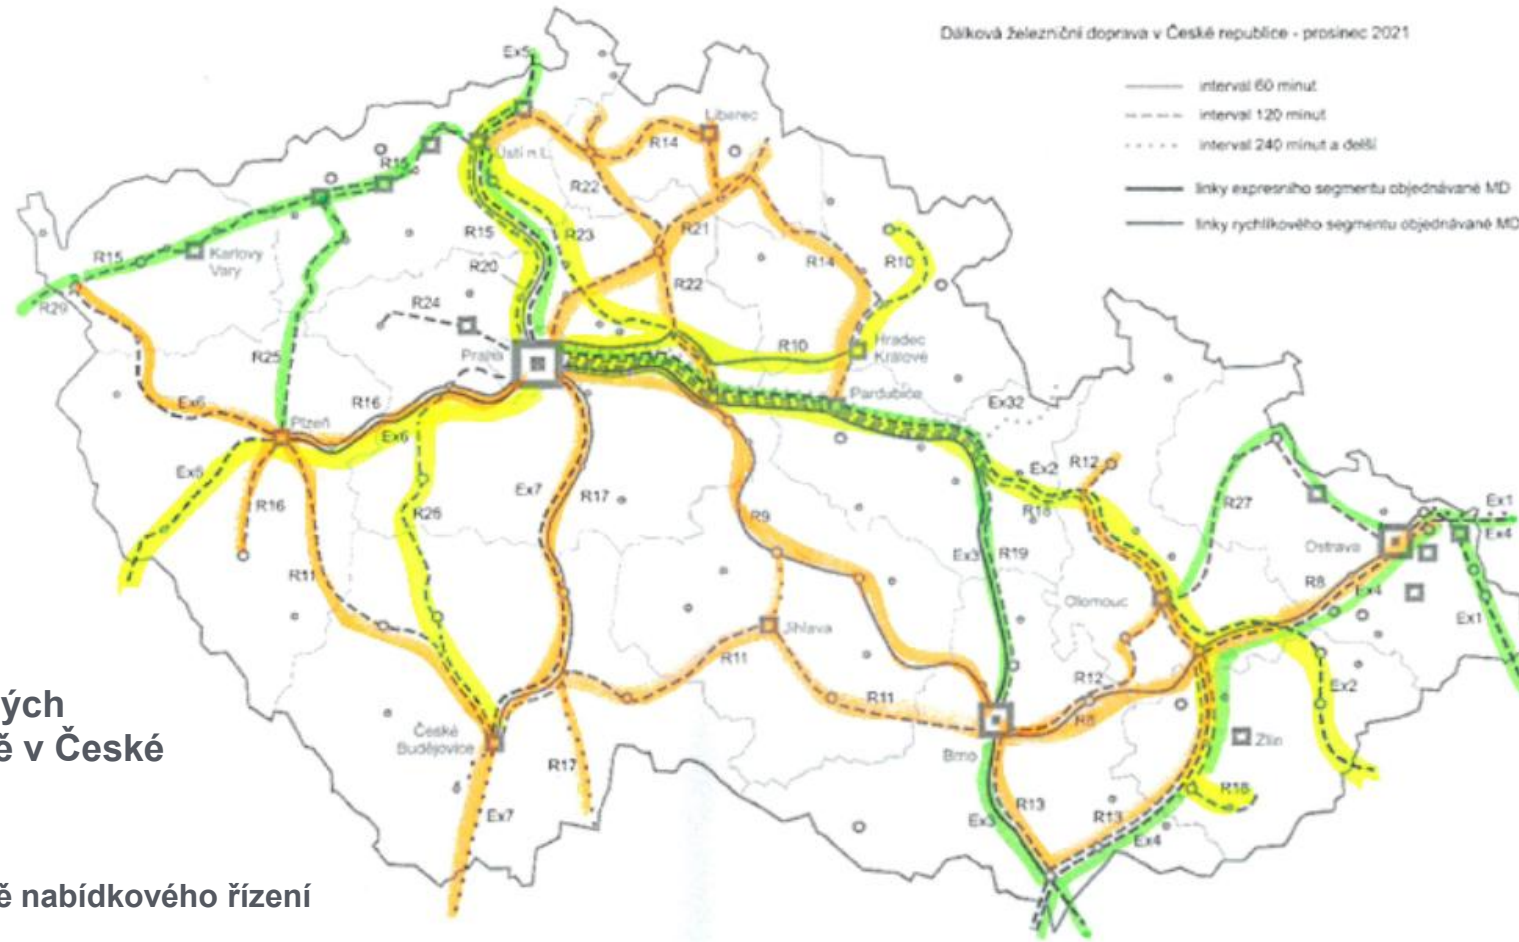 Dálková železniční doprava v České republice - prosinec 2021
interval 60 minut
interval 120 minut
interval 240 minut a delší
linky expresního segmentu objednávané MD
linky rychlíkového segmentu objednávané MD
Ex5
Liberec
R14
Ústí n.L.
R15
R22
R15
R23
R21
R20
R14
R10
R15
Karlovy
Vary
R29
R24
R22
R25
Praha
R10
Hradec
Králové
Ex6
R16
Plzeň
Ex6
Pardubice
Ex32
Ex6
R16
R26
Ex7
R17
R9
Ex2
R12
R18
R27
Ex1
Ex4
Ostrava
R11
Ex3
R19
R8
Ex4
Olomouc
Ex1
Jihlava
R11
R12
R11
R8
Ex2
České
Budějovice
R17
Brno
Zlín
Ex7
Ex3
R13
R13
Ex4
R18
ých
ě v České
ě nabídkového řízení